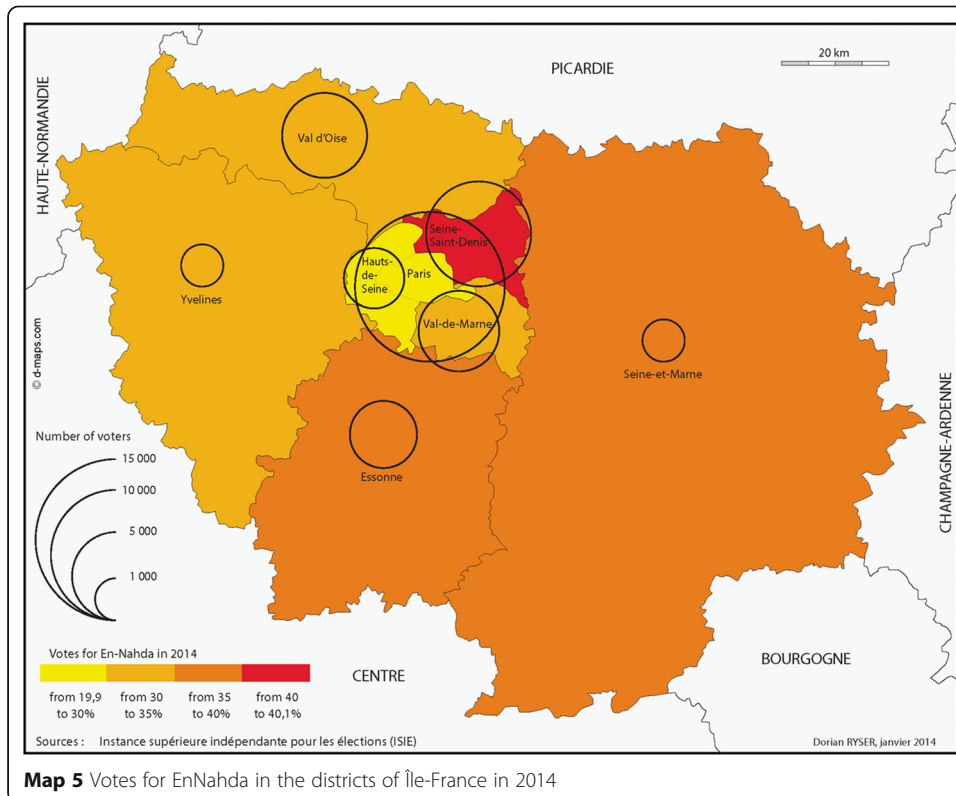 20 km
PICARDIE
HAUTE-NORMANDIE
Val d'Oise
Seine-
Saint-Denis
Hauts-
de-
Seine
Paris
Yvelines
Val-de-Marne
Seine-et-Marne
© d-maps.com
CHAMPAGNE-ARDENNE
Number of voters
15 000
10 000
5 000
1 000
Essonne
Votes for En-Nahda in 2014
from 19,9
to 30%
from 30
to 35%
from 35
to 40%
from 40
to 40,1%
CENTRE
BOURGOGNE
Sources : Instance supérieure indépendante pour les élections (ISIE)
Dorian RYSER, janvier 2014
Map 5 Votes for EnNahda in the districts of Île-France in 2014